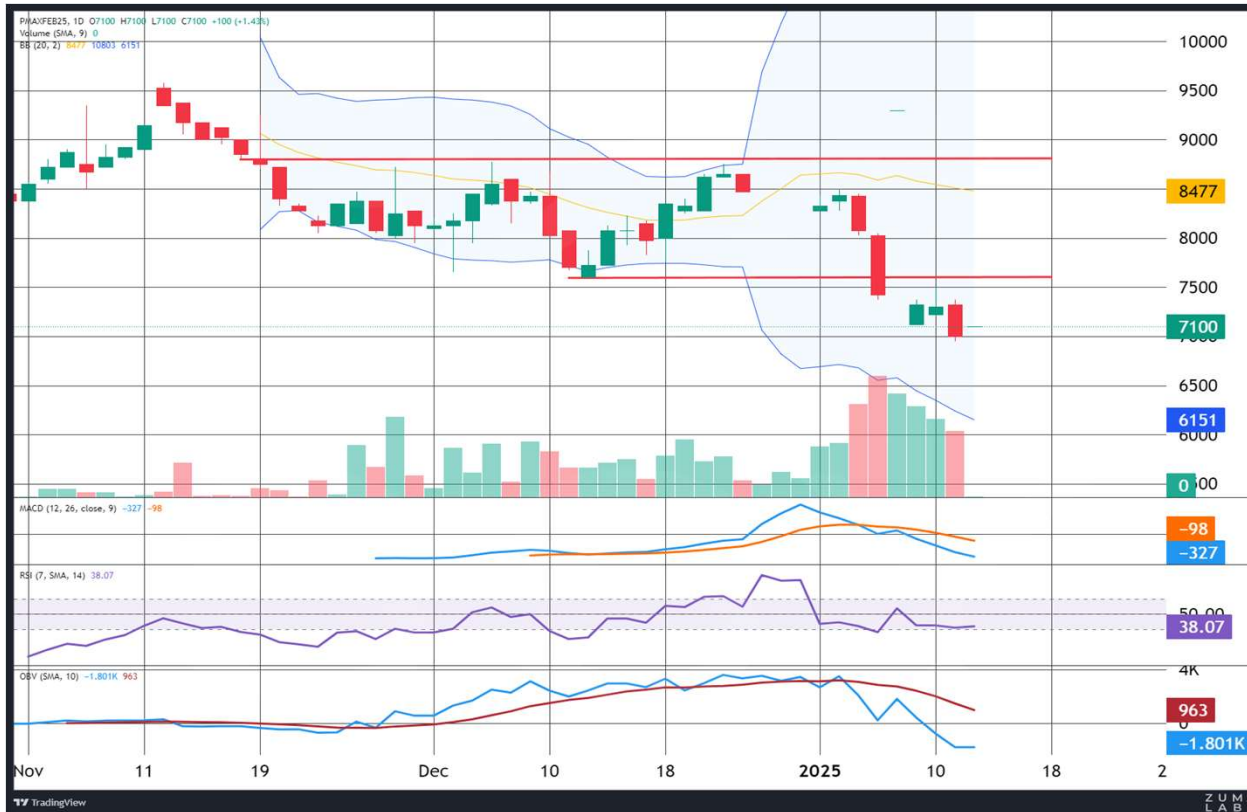 PMAXFEB25, 1D O7100 H7100 L7100 C7100 +100 (+1.43%)
Volume (SMA, 9) 0
BB (20, 2) 8477 10803 6151
10000
9500
9000
8477
8000
7500
7100
7000
6500
6151
6000
0
MACD (12, 26, close, 9) −327 −98
−98
−327
RSI (7, SMA, 14) 38.07
50.00
38.07
OBV (SMA, 10) −1.801K 963
4K
963
0
−1.801K
Nov 11 19 Dec 10 18 2025 10 18 2
TradingView
ZUM
LAB